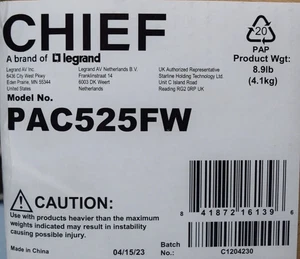 CHIEF
A brand of legrand
20
PAP
Product Wgt:
8.9lb
(4.1kg)
Legrand AV Inc.
6436 City West Pkwy
Eden Prairie, MN 55344
United States
Legrand AV Netherlands B.V.
Franklinstraat 14
6003 DK Weert
Netherlands
UK Authorized Representative
Starline Holding Technology Ltd.
Unit C Island Road
Reading RG2 0RP UK
Model No.
PAC525FW
CAUTION:
Use with products heavier than the maximum
weights indicated may result in instability
causing possible injury.
8 41872 16139 6
Made in China
04/15/23
Batch
No:
C1204230